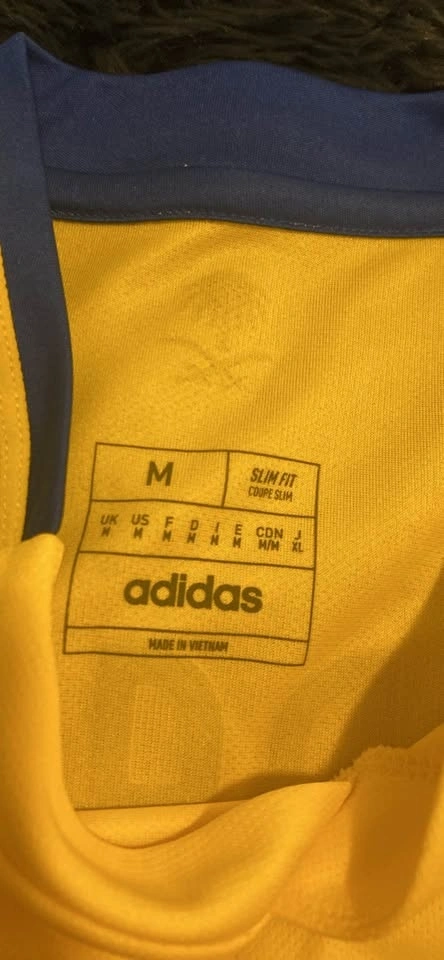 M
SLIM FIT
COUPE SLIM
UK US F D I E CDN J
M M M M M M M/M XL
adidas
MADE IN VIETNAM